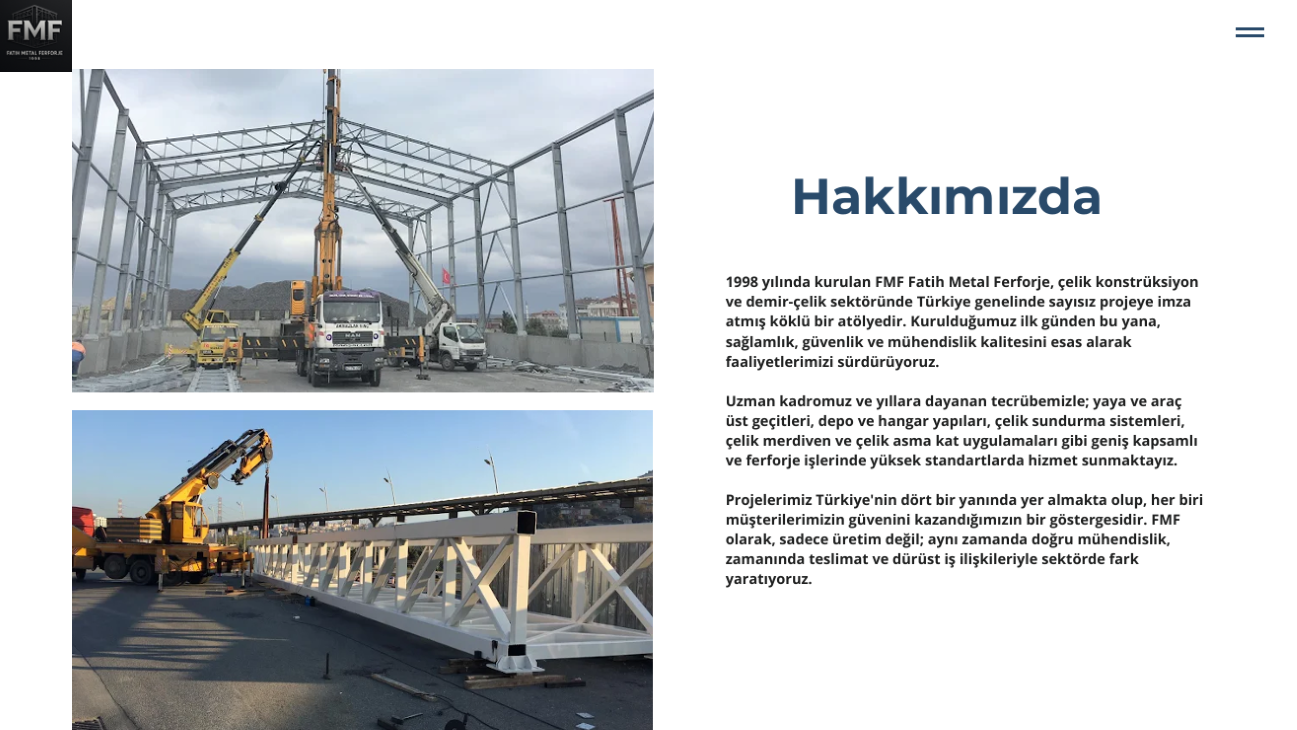 FMF
FATİH METAL FERFORJE
1998
Hakkımızda
1998 yılında kurulan FMF Fatih Metal Ferforje, çelik konstrüksiyon
ve demir-çelik sektöründe Türkiye genelinde sayısız projeye imza
atmış köklü bir atölyedir. Kurulduğumuz ilk günden bu yana,
sağlamlık, güvenlik ve mühendislik kalitesini esas alarak
faaliyetlerimizi sürdürüyoruz.
Uzman kadromuz ve yıllara dayanan tecrübemizle; yaya ve araç
üst geçitleri, depo ve hangar yapıları, çelik sundurma sistemleri,
çelik merdiven ve çelik asma kat uygulamaları gibi geniş kapsamlı
ve ferforje işlerinde yüksek standartlarda hizmet sunmaktayız.
Projelerimiz Türkiye'nin dört bir yanında yer almakta olup, her biri
müşterilerimizin güvenini kazandığımızın bir göstergesidir. FMF
olarak, sadece üretim değil; aynı zamanda doğru mühendislik,
zamanında teslimat ve dürüst iş ilişkileriyle sektörde fark
yaratıyoruz.